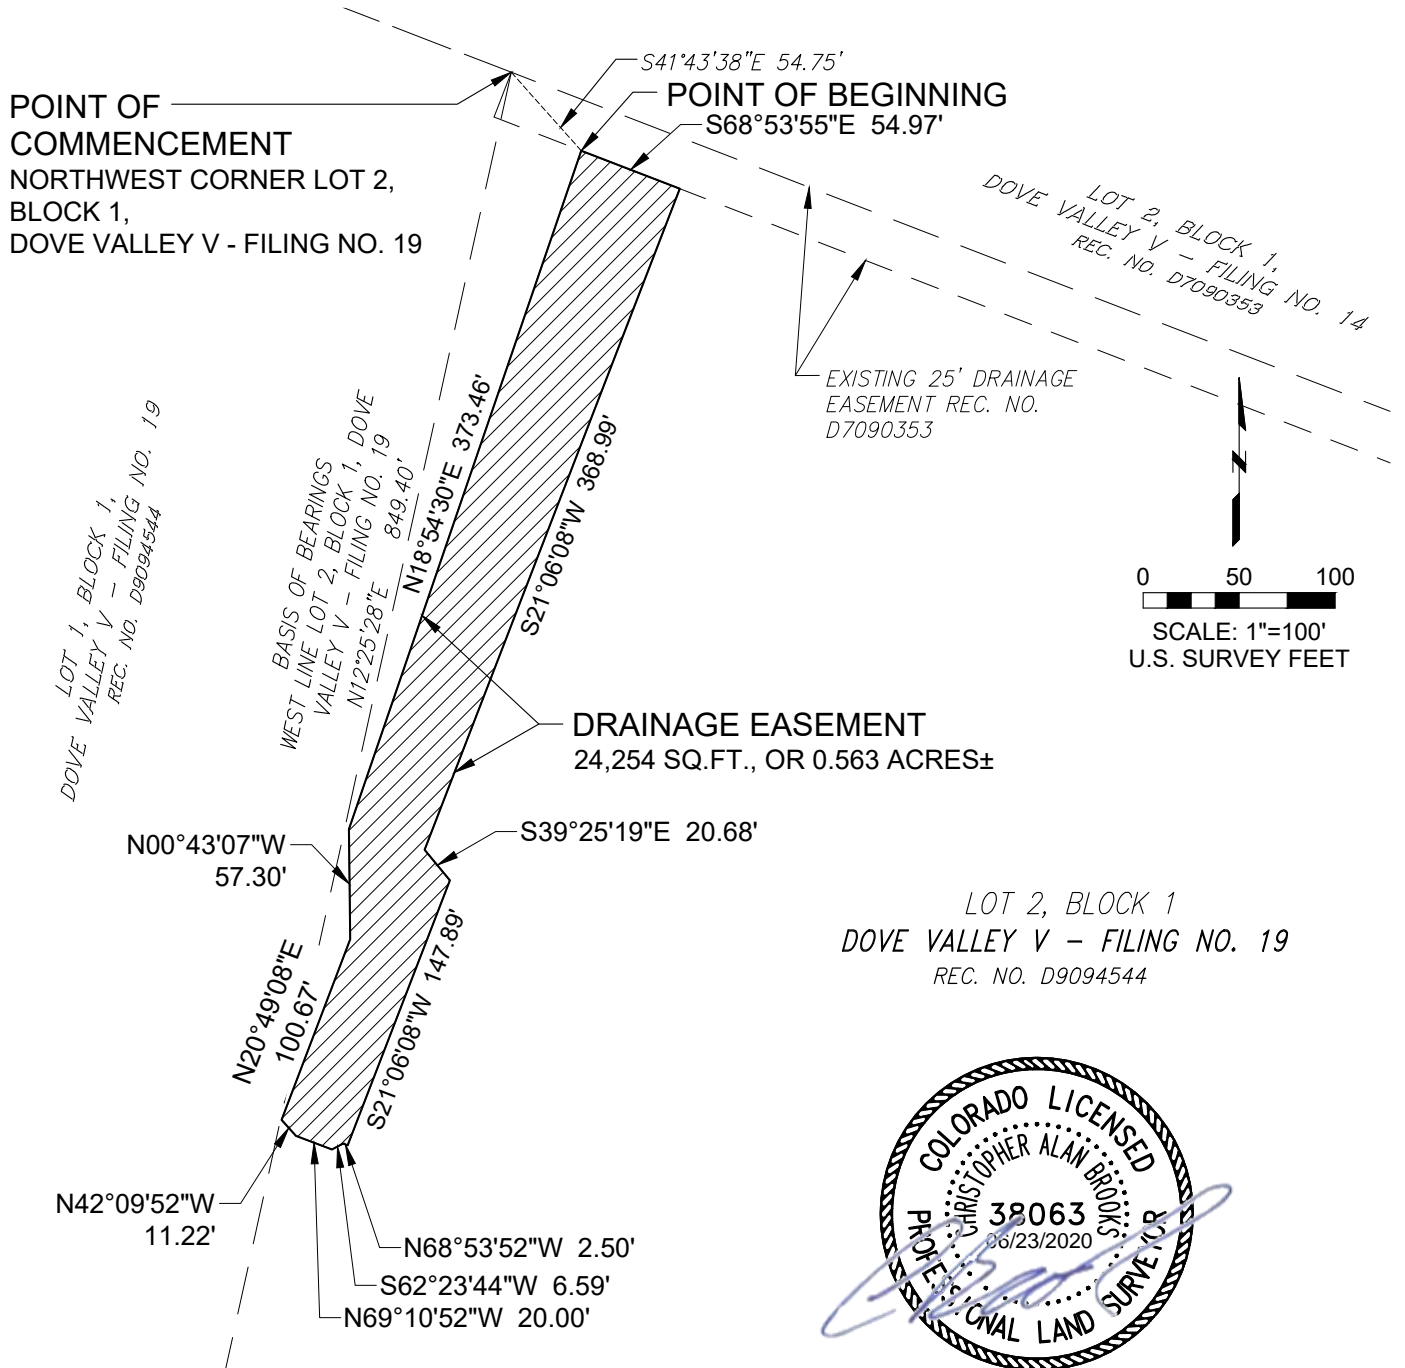 S41°43'38"E 54.75'
POINT OF BEGINNING
S68°53'55"E 54.97'
POINT OF
COMMENCEMENT
NORTHWEST CORNER LOT 2,
BLOCK 1,
DOVE VALLEY V - FILING NO. 19
LOT 2, BLOCK 1,
DOVE VALLEY V - FILING NO. 14
REC. NO. D7090353
EXISTING 25' DRAINAGE
EASEMENT REC. NO.
D7090353
LOT 1, BLOCK 1,
DOVE VALLEY V - FILING NO. 19
REC. NO. D9094544
BASIS OF BEARINGS
WEST LINE LOT 2, BLOCK 1, DOVE
VALLEY V - FILING NO. 19
N12°25'28"E 849.40'
N18°54'30"E 373.46'
S21°06'08"W 368.99'
0 50 100
SCALE: 1"=100'
U.S. SURVEY FEET
DRAINAGE EASEMENT
24,254 SQ.FT., OR 0.563 ACRES±
N00°43'07"W
57.30'
S39°25'19"E 20.68'
N20°49'08"E
100.67'
S21°06'08"W 147.89'
LOT 2, BLOCK 1
DOVE VALLEY V - FILING NO. 19
REC. NO. D9094544
N42°09'52"W
11.22'
N68°53'52"W 2.50'
S62°23'44"W 6.59'
N69°10'52"W 20.00'
COLORADO LICENSED
CHRISTOPHER ALAN BROOKS
38063
06/23/2020
PROFESSIONAL LAND SURVEYOR